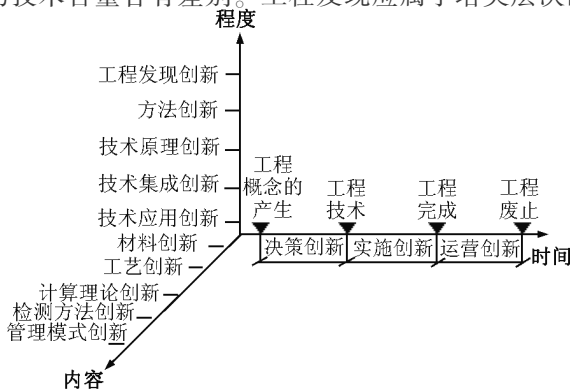 技术含量各有差别。工程发现应属于塔尖层次
程度
工程发现创新
方法创新
技术原理创新
技术集成创新
技术应用创新
工程
概念的
产生
工程
技术
工程
完成
工程
废止
决策创新
实施创新
运营创新
时间
材料创新
工艺创新
计算理论创新
检测方法创新
管理模式创新
内容